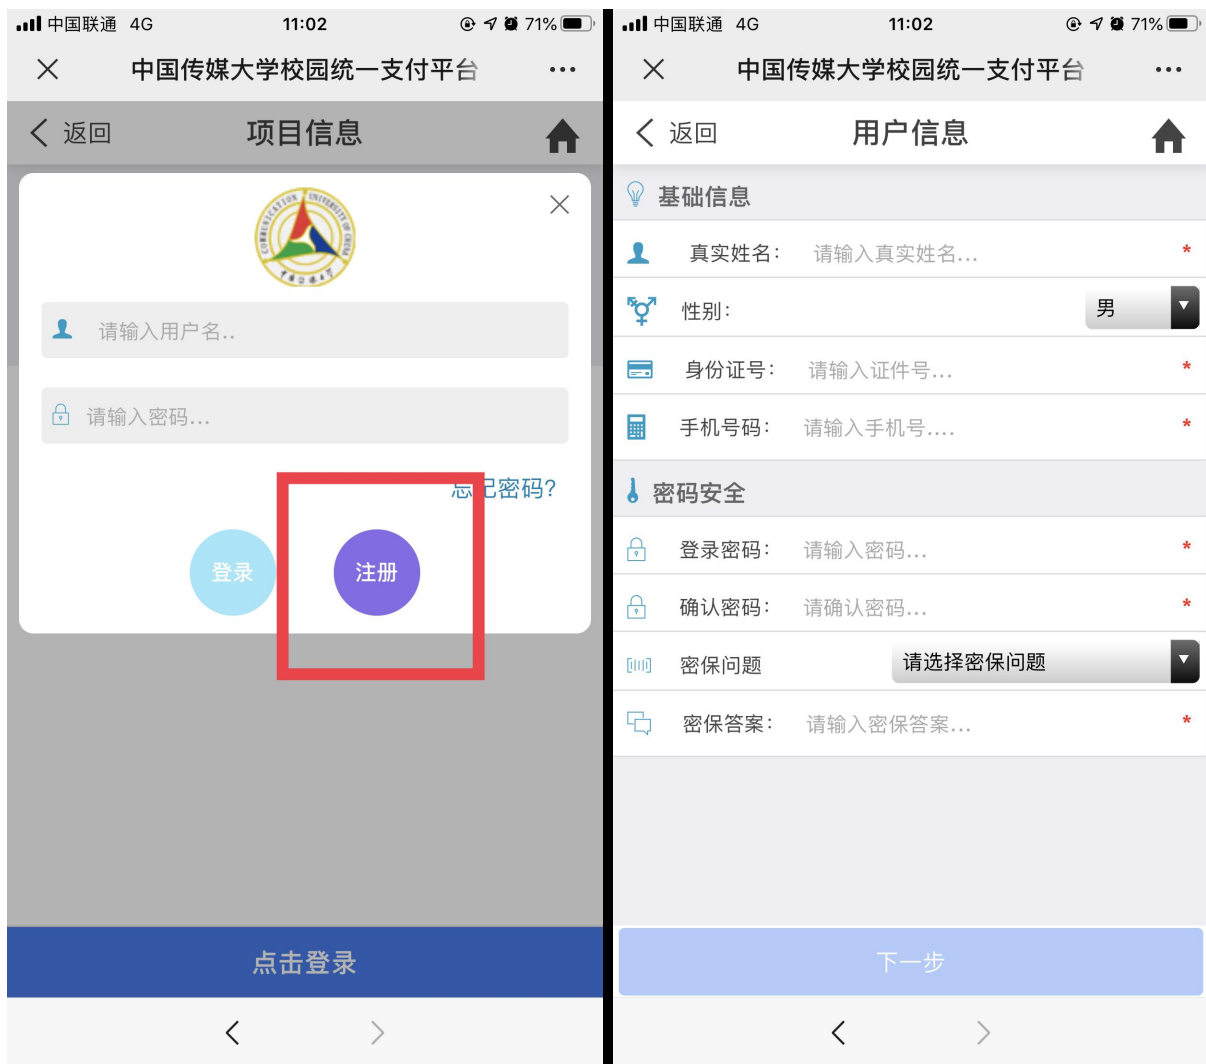 中国联通 4G 11:02 71%
中国传媒大学校园统一支付平台
返回 项目信息
COMMUNICATION UNIVERSITY OF CHINA
请输入用户名..
请输入密码...
忘记密码?
登录 注册
点击登录
中国联通 4G 11:02 71%
中国传媒大学校园统一支付平台
返回 用户信息
基础信息
真实姓名: 请输入真实姓名... *
性别: 男
身份证号: 请输入证件号... *
手机号码: 请输入手机号.... *
密码安全
登录密码: 请输入密码... *
确认密码: 请确认密码... *
密保问题 请选择密保问题
密保答案: 请输入密保答案... *
下一步